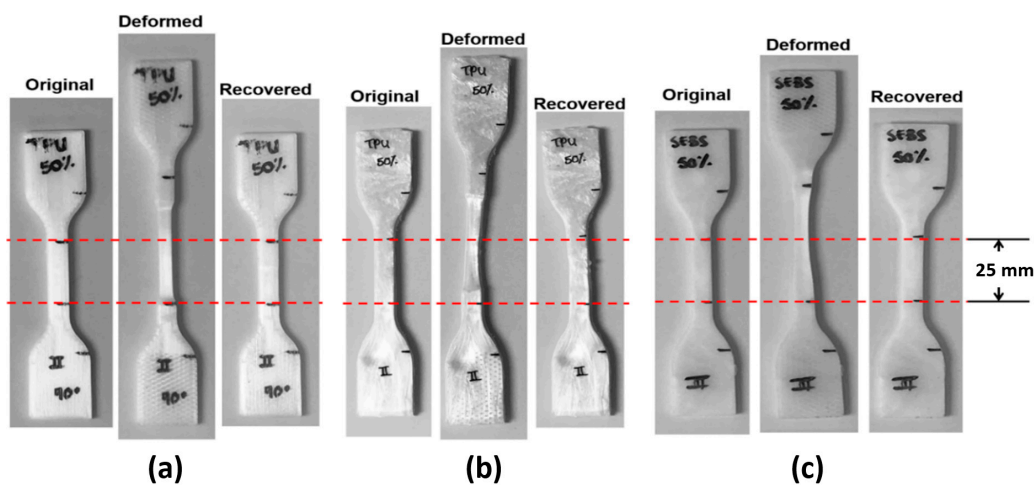 Original
Deformed
Recovered
TPU
50%
II
90°
TPU
50%
II
90°
TPU
50%
II
90°
(a)
Original
Deformed
Recovered
TPU
50%
II
TPU
50%
II
TPU
50%
II
(b)
Original
Deformed
Recovered
SEBS
50%
III
SEBS
50%
III
SEBS
50%
III
25 mm
(c)